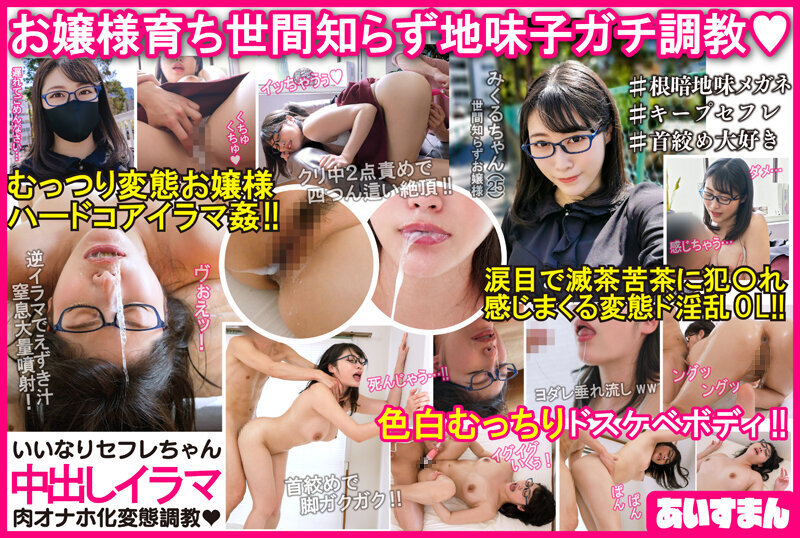 お嬢様育ち世間知らず地味子ガチ調教♥
遅れてごめんなさい…
くちゅ
くちゅ♥
イッちゃうぅ♥
クリ中2点責めで
四つん這い絶頂!!
みくるちゃん(25)
世間知らずお嬢様
#根暗地味メガネ
#キープセフレ
#首絞め大好き
ダメ…
感じちゃう…
むっつり変態お嬢様
ハードコアイラマ姦!!
涙目で滅茶苦茶に犯〇れ
感じまくる変態ド淫乱OL!!
逆イラマでえずき汁
窒息大量噴射!
ヴおえッ!
死んじゃう…!!
ヨダレ垂れ流しww
ングッ
ングッ
色白むっちりドスケベボディ!!
首絞めで
脚ガクガク!!
イグイグ
いくぅ!
ぱん
ぱん
いいなりセフレちゃん
中出しイラマ
肉オナホ化変態調教♥
あいすまん